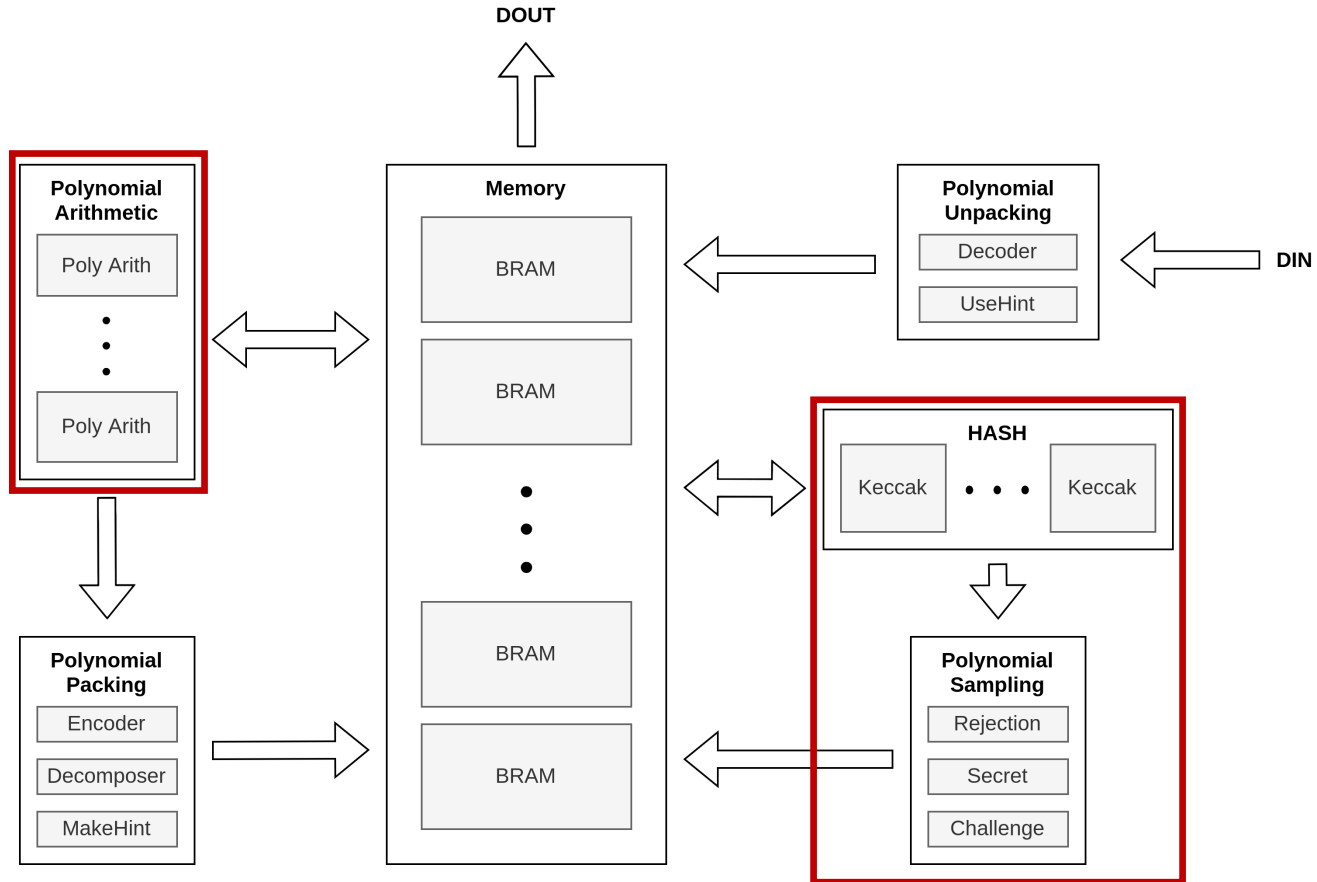 DOUT
Polynomial
Arithmetic
Poly Arith
Poly Arith
Memory
BRAM
BRAM
BRAM
BRAM
Polynomial
Unpacking
Decoder
UseHint
DIN
HASH
Keccak
Keccak
Polynomial
Packing
Encoder
Decomposer
MakeHint
Polynomial
Sampling
Rejection
Secret
Challenge